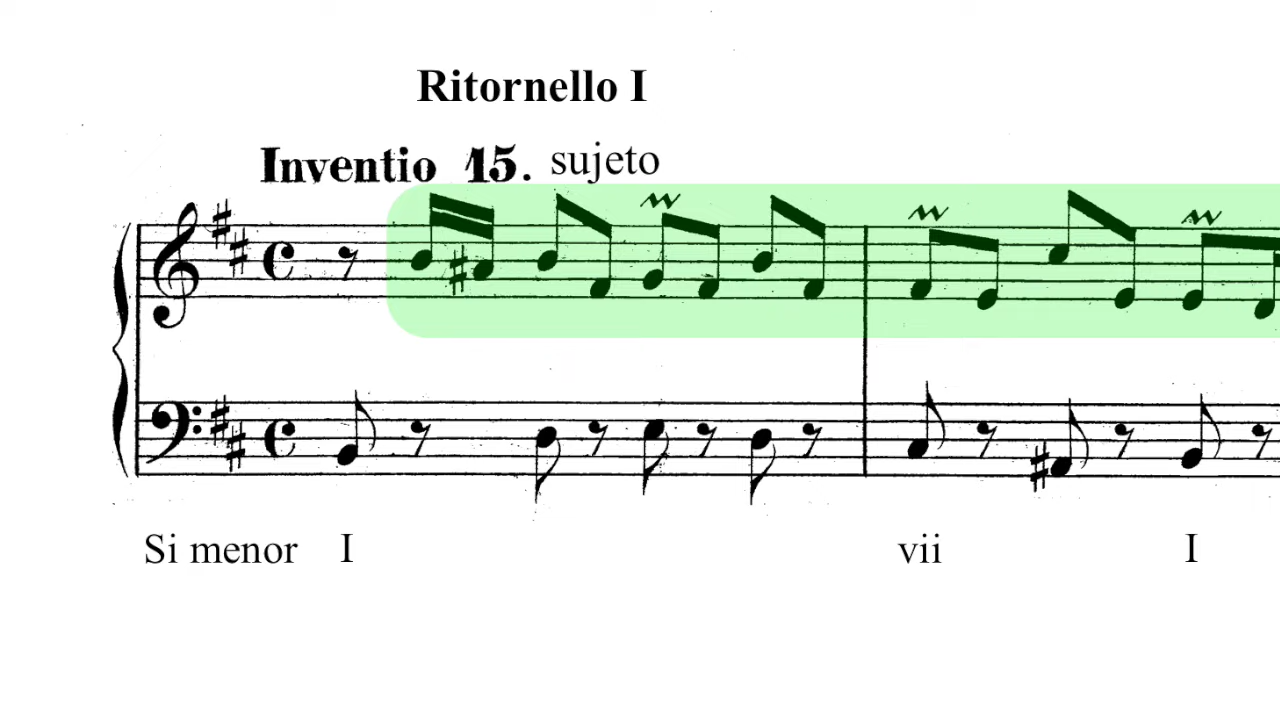 Ritornello I
Inventio 15. sujeto
Si menor I vii I